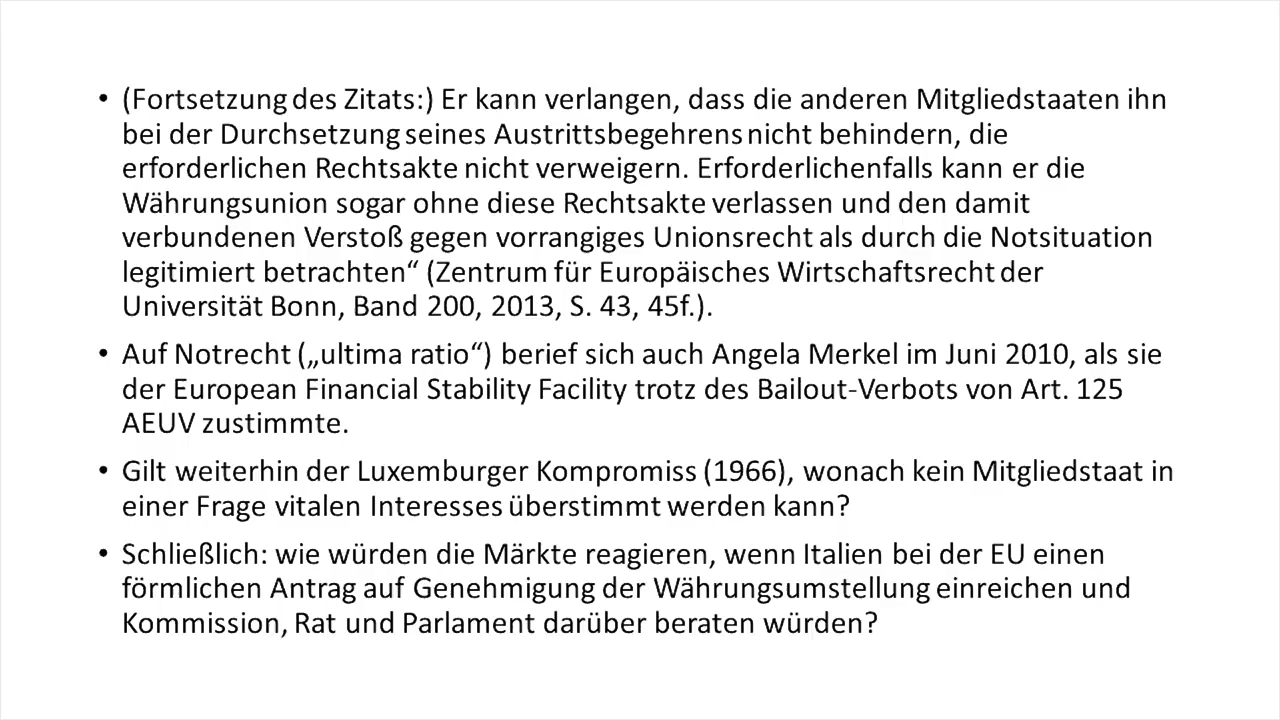 • (Fortsetzung des Zitats:) Er kann verlangen, dass die anderen Mitgliedstaaten ihn
bei der Durchsetzung seines Austrittsbegehrens nicht behindern, die
erforderlichen Rechtsakte nicht verweigern. Erforderlichenfalls kann er die
Währungsunion sogar ohne diese Rechtsakte verlassen und den damit
verbundenen Verstoß gegen vorrangiges Unionsrecht als durch die Notsituation
legitimiert betrachten“ (Zentrum für Europäisches Wirtschaftsrecht der
Universität Bonn, Band 200, 2013, S. 43, 45f.).
• Auf Notrecht („ultima ratio“) berief sich auch Angela Merkel im Juni 2010, als sie
der European Financial Stability Facility trotz des Bailout-Verbots von Art. 125
AEUV zustimmte.
• Gilt weiterhin der Luxemburger Kompromiss (1966), wonach kein Mitgliedstaat in
einer Frage vitalen Interesses überstimmt werden kann?
• Schließlich: wie würden die Märkte reagieren, wenn Italien bei der EU einen
förmlichen Antrag auf Genehmigung der Währungsumstellung einreichen und
Kommission, Rat und Parlament darüber beraten würden?